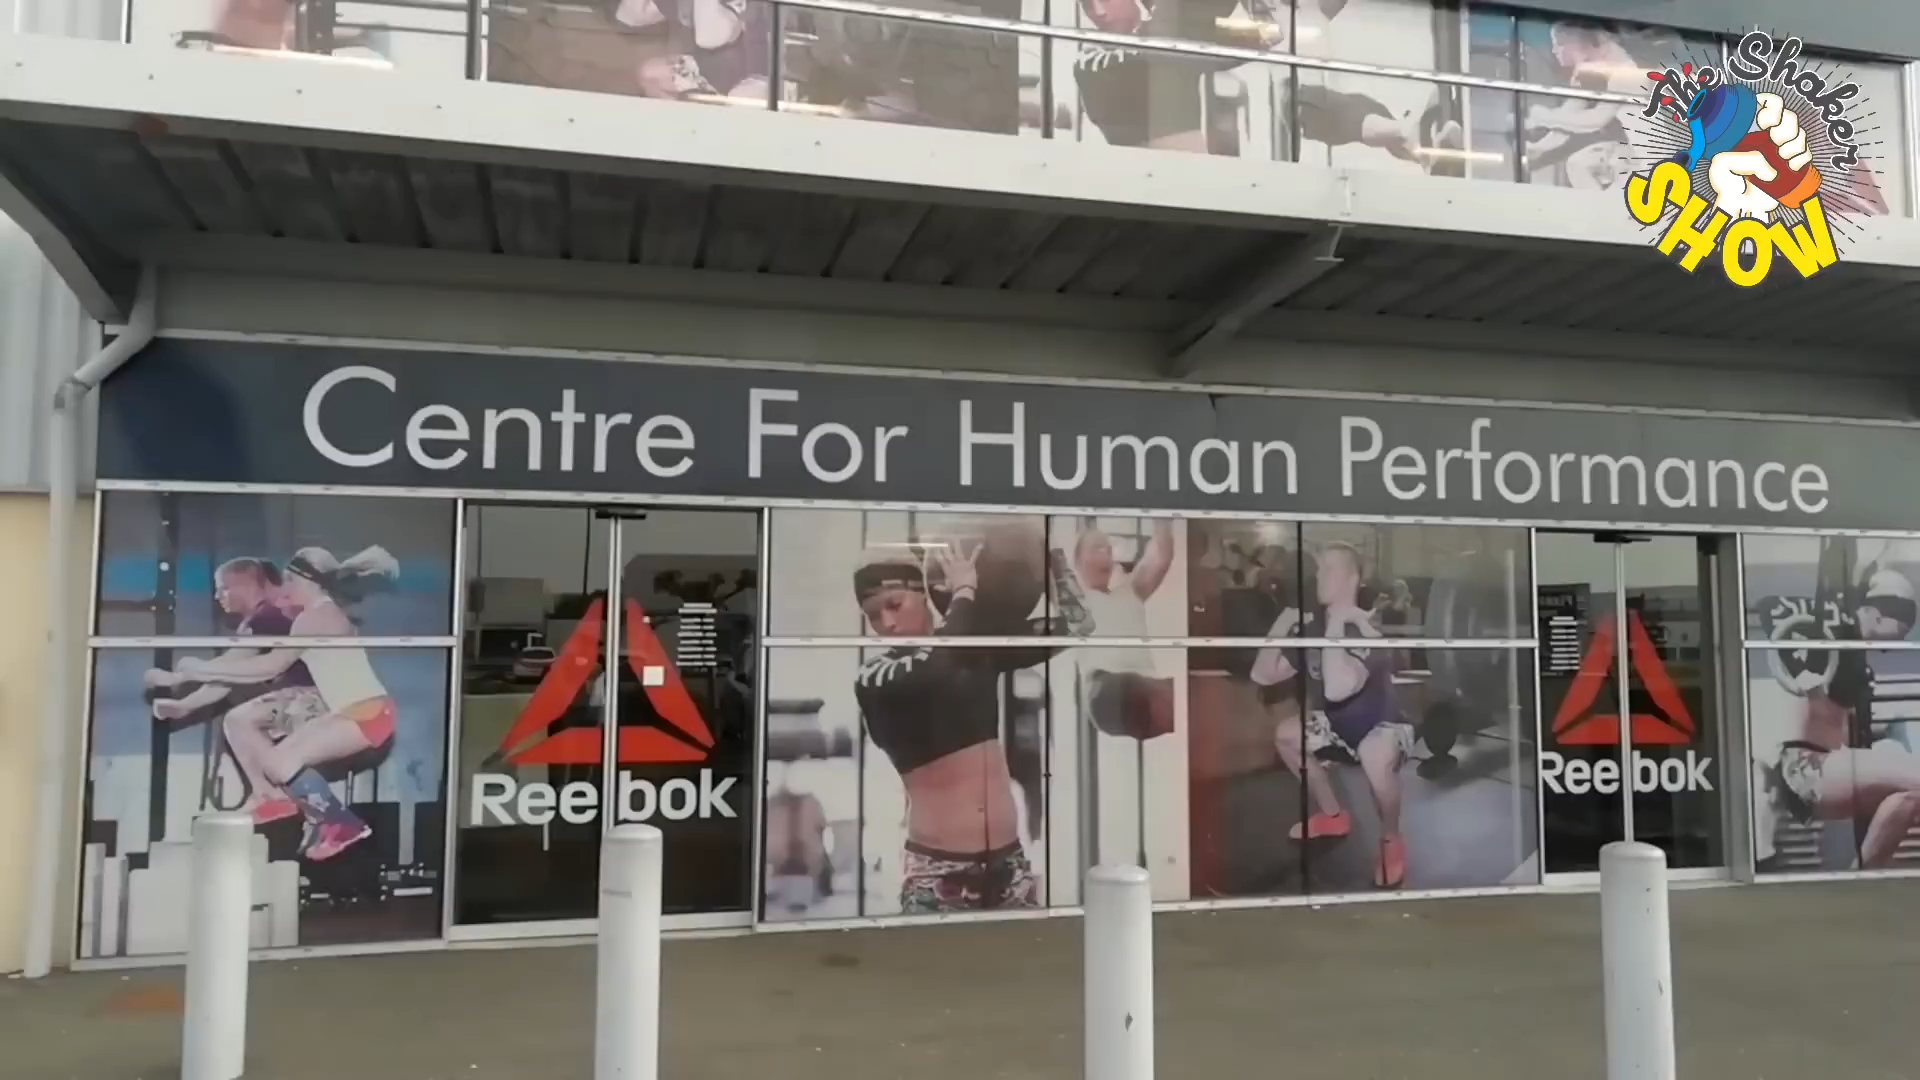 The Shaker
SHOW
Centre For Human Performance
Reebok
Reebok